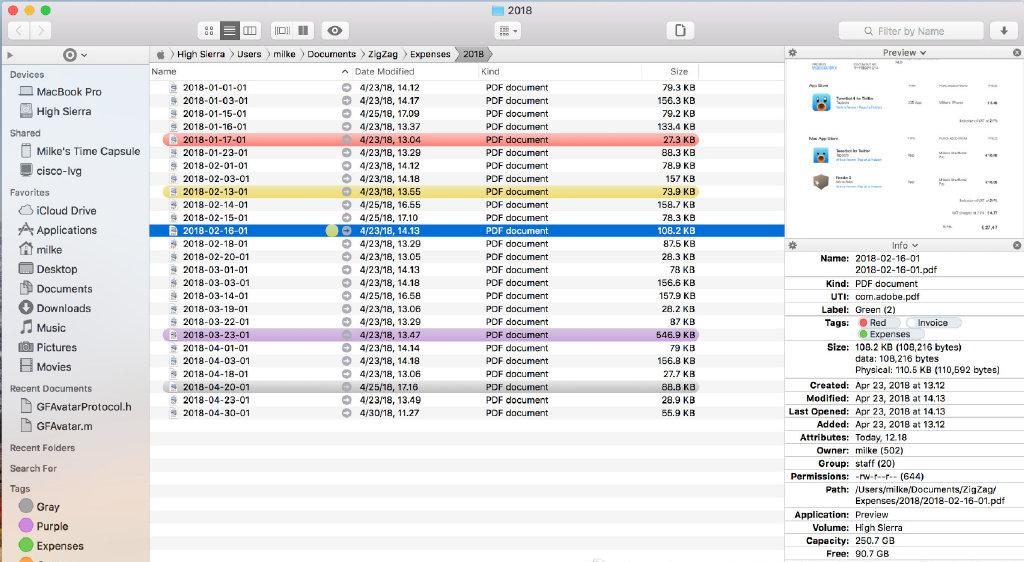 2018
Filter by Name
High Sierra Users milke Documents ZigZag Expenses 2018
Name Date Modified Kind Size
2018-01-01-01 4/23/18, 14.12 PDF document 79.3 KB
2018-01-03-01 4/23/18, 14.17 PDF document 156.3 KB
2018-01-15-01 4/25/18, 17.09 PDF document 79.2 KB
2018-01-16-01 4/23/18, 13.37 PDF document 133.4 KB
2018-01-17-01 4/23/18, 13.04 PDF document 27.3 KB
2018-01-23-01 4/23/18, 13.29 PDF document 88.3 KB
2018-02-01-01 4/23/18, 14.12 PDF document 78.9 KB
2018-02-03-01 4/23/18, 14.18 PDF document 157 KB
2018-02-13-01 4/23/18, 13.55 PDF document 73.9 KB
2018-02-14-01 4/25/18, 16.55 PDF document 158.7 KB
2018-02-15-01 4/25/18, 17.10 PDF document 78.3 KB
2018-02-16-01 4/23/18, 14.13 PDF document 108.2 KB
2018-02-18-01 4/23/18, 13.29 PDF document 87.5 KB
2018-02-20-01 4/23/18, 13.05 PDF document 28.3 KB
2018-03-01-01 4/23/18, 14.13 PDF document 78 KB
2018-03-03-01 4/23/18, 14.18 PDF document 156.6 KB
2018-03-14-01 4/25/18, 16.58 PDF document 157.9 KB
2018-03-19-01 4/23/18, 13.06 PDF document 28.2 KB
2018-03-22-01 4/23/18, 13.29 PDF document 87 KB
2018-03-23-01 4/23/18, 13.47 PDF document 546.9 KB
2018-04-01-01 4/23/18, 14.14 PDF document 79 KB
2018-04-03-01 4/23/18, 14.18 PDF document 156.8 KB
2018-04-18-01 4/23/18, 13.06 PDF document 27.7 KB
2018-04-20-01 4/25/18, 17.16 PDF document 88.8 KB
2018-04-23-01 4/23/18, 13.49 PDF document 28.9 KB
2018-04-30-01 4/30/18, 11.27 PDF document 55.9 KB
Devices
MacBook Pro
High Sierra
Shared
Milke's Time Capsule
cisco-lvg
Favorites
iCloud Drive
Applications
milke
Desktop
Documents
Downloads
Music
Pictures
Movies
Recent Documents
GFAvatarProtocol.h
GFAvatar.m
Recent Folders
Search For
Tags
Gray
Purple
Expenses
Preview
App Store
Mac App Store
Info
Name: 2018-02-16-01
2018-02-16-01.pdf
Kind: PDF document
UTI: com.adobe.pdf
Label: Green (2)
Tags: Red Invoice
Expenses
Size: 108.2 KB (108,216 bytes)
data: 108,216 bytes
Physical: 110.6 KB (110,592 bytes)
Created: Apr 23, 2018 at 13.12
Modified: Apr 23, 2018 at 14.13
Last Opened: Apr 23, 2018 at 14.13
Added: Apr 23, 2018 at 13.12
Attributes: Today, 12.18
Owner: milke (502)
Group: staff (20)
Permissions: -rw-r--r-- (644)
Path: /Users/milke/Documents/ZigZag/
Expenses/2018/2018-02-16-01.pdf
Application: Preview
Volume: High Sierra
Capacity: 250.7 GB
Free: 90.7 GB